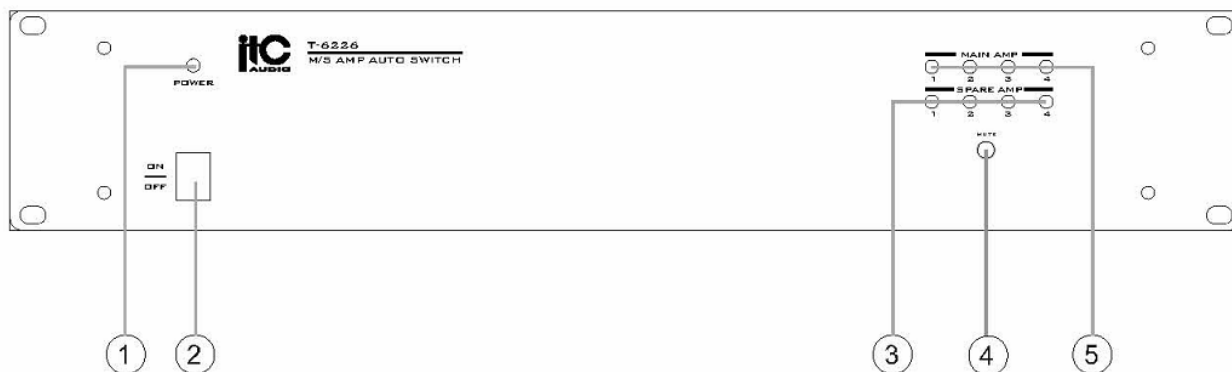 itC
AUDIO
T-6226
M/S AMP AUTO SWITCH
POWER
MAIN AMP
1 2 3 4
SPARE AMP
1 2 3 4
MUTE
ON
OFF
1 2 3 4 5